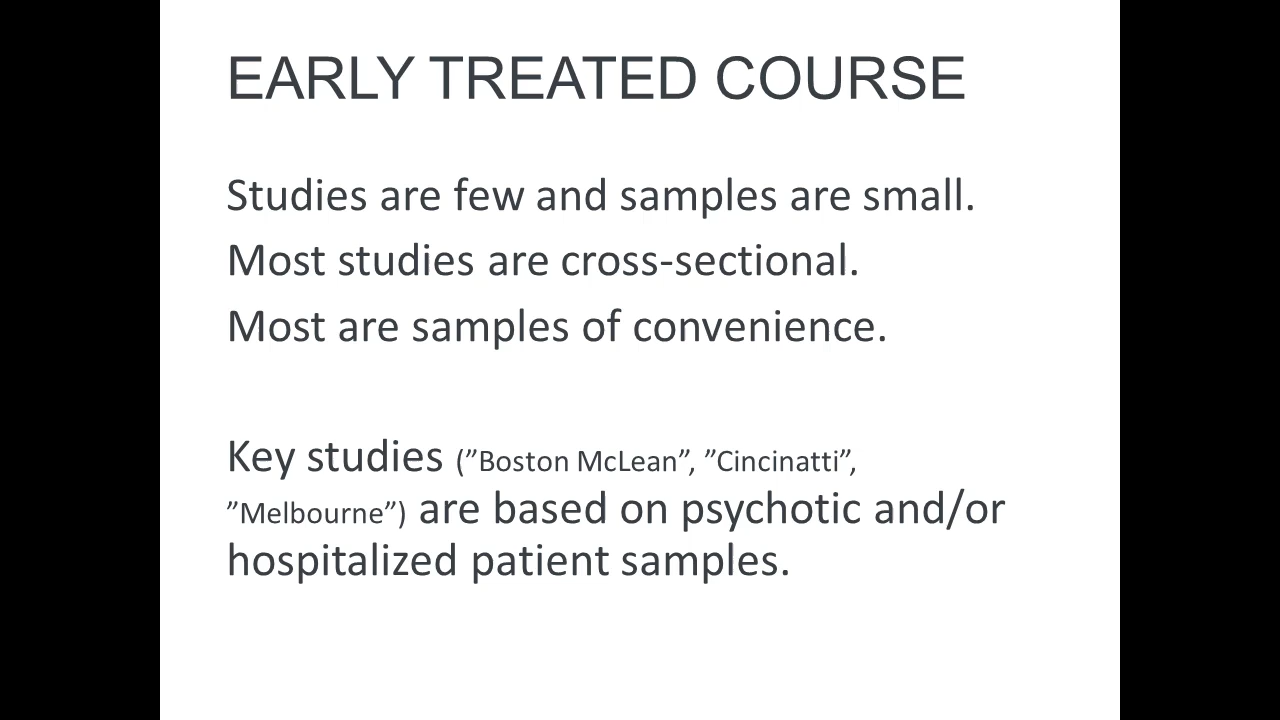 EARLY TREATED COURSE
Studies are few and samples are small.
Most studies are cross-sectional.
Most are samples of convenience.
Key studies (”Boston McLean”, ”Cincinatti”,
”Melbourne”) are based on psychotic and/or
hospitalized patient samples.